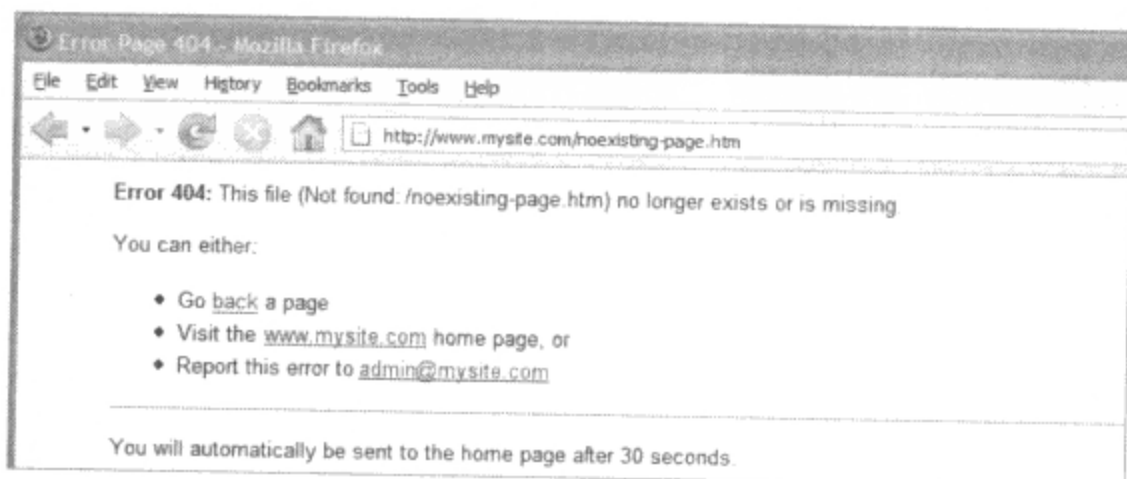 Error Page 404 - Mozilla Firefox
File Edit View History Bookmarks Tools Help
http://www.mysite.com/noexisting-page.htm
Error 404: This file (Not found: /noexisting-page.htm) no longer exists or is missing.
You can either:
• Go back a page
• Visit the www.mysite.com home page, or
• Report this error to admin@mysite.com
You will automatically be sent to the home page after 30 seconds.